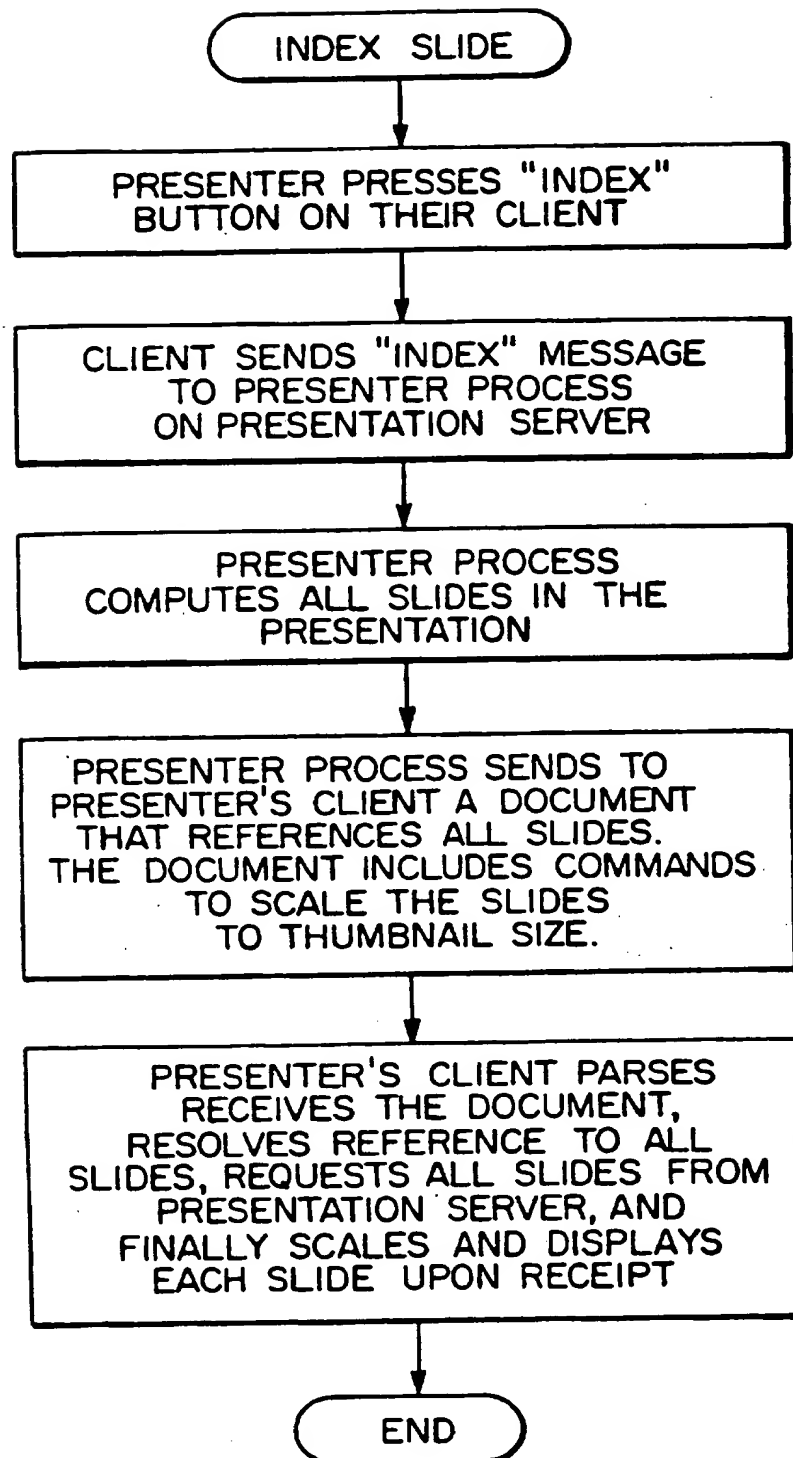 INDEX SLIDE
PRESENTER PRESSES "INDEX"
BUTTON ON THEIR CLIENT
CLIENT SENDS "INDEX" MESSAGE
TO PRESENTER PROCESS
ON PRESENTATION SERVER
PRESENTER PROCESS
COMPUTES ALL SLIDES IN THE
PRESENTATION
PRESENTER PROCESS SENDS TO
PRESENTER'S CLIENT A DOCUMENT
THAT REFERENCES ALL SLIDES.
THE DOCUMENT INCLUDES COMMANDS
TO SCALE THE SLIDES
TO THUMBNAIL SIZE.
PRESENTER'S CLIENT PARSES
RECEIVES THE DOCUMENT,
RESOLVES REFERENCE TO ALL
SLIDES, REQUESTS ALL SLIDES FROM
PRESENTATION SERVER, AND
FINALLY SCALES AND DISPLAYS
EACH SLIDE UPON RECEIPT
END